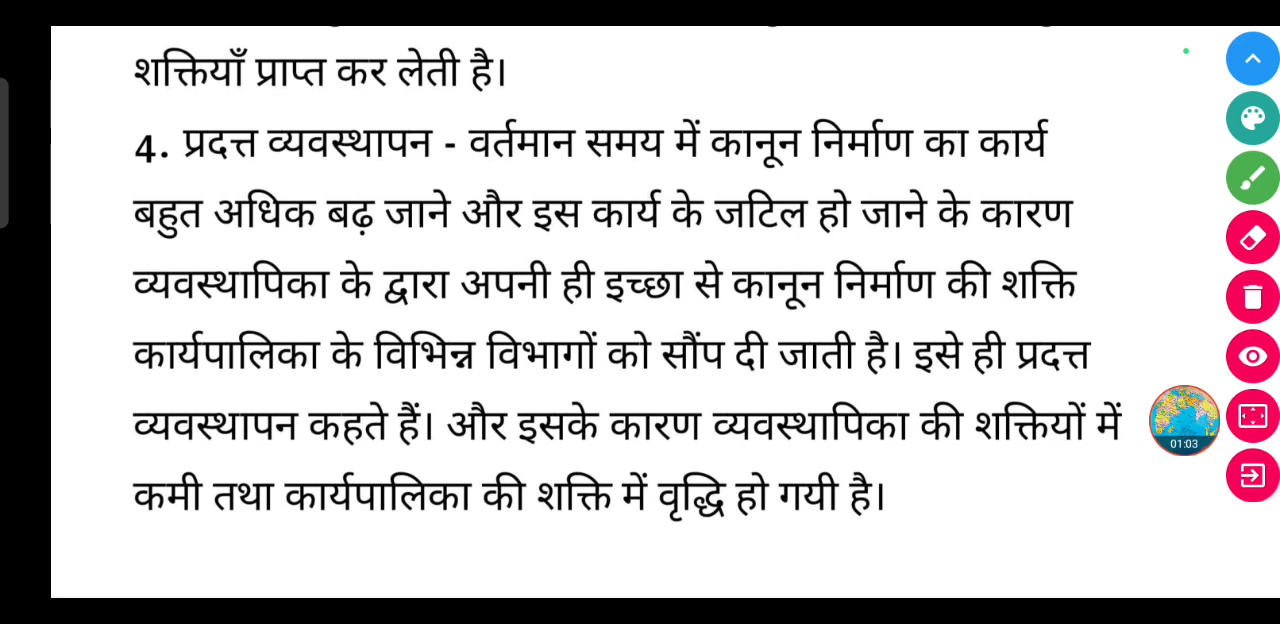 शक्तियाँ प्राप्त कर लेती है।
4. प्रदत्त व्यवस्थापन - वर्तमान समय में कानून निर्माण का कार्य
बहुत अधिक बढ़ जाने और इस कार्य के जटिल हो जाने के कारण
व्यवस्थापिका के द्वारा अपनी ही इच्छा से कानून निर्माण की शक्ति
कार्यपालिका के विभिन्न विभागों को सौंप दी जाती है। इसे ही प्रदत्त
व्यवस्थापन कहते हैं। और इसके कारण व्यवस्थापिका की शक्तियों में
कमी तथा कार्यपालिका की शक्ति में वृद्धि हो गयी है।
01:03